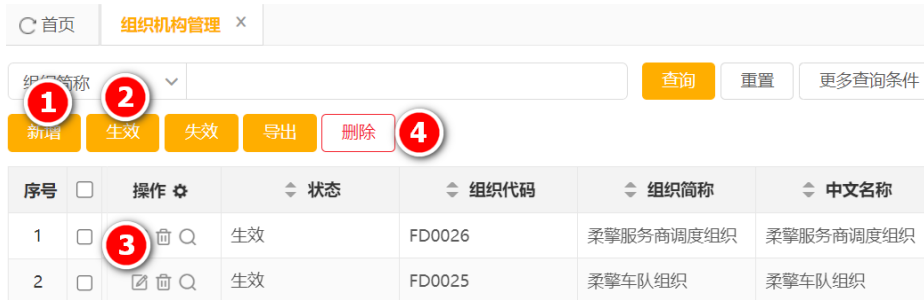 首页 组织机构管理 ×
组织简称 查询 重置 更多查询条件
1 2
新增 生效 失效 导出 删除 4
序号 操作 状态 组织代码 组织简称 中文名称
1 生效 FD0026 柔擎服务商调度组织 柔擎服务商调度组织
3
2 生效 FD0025 柔擎车队组织 柔擎车队组织